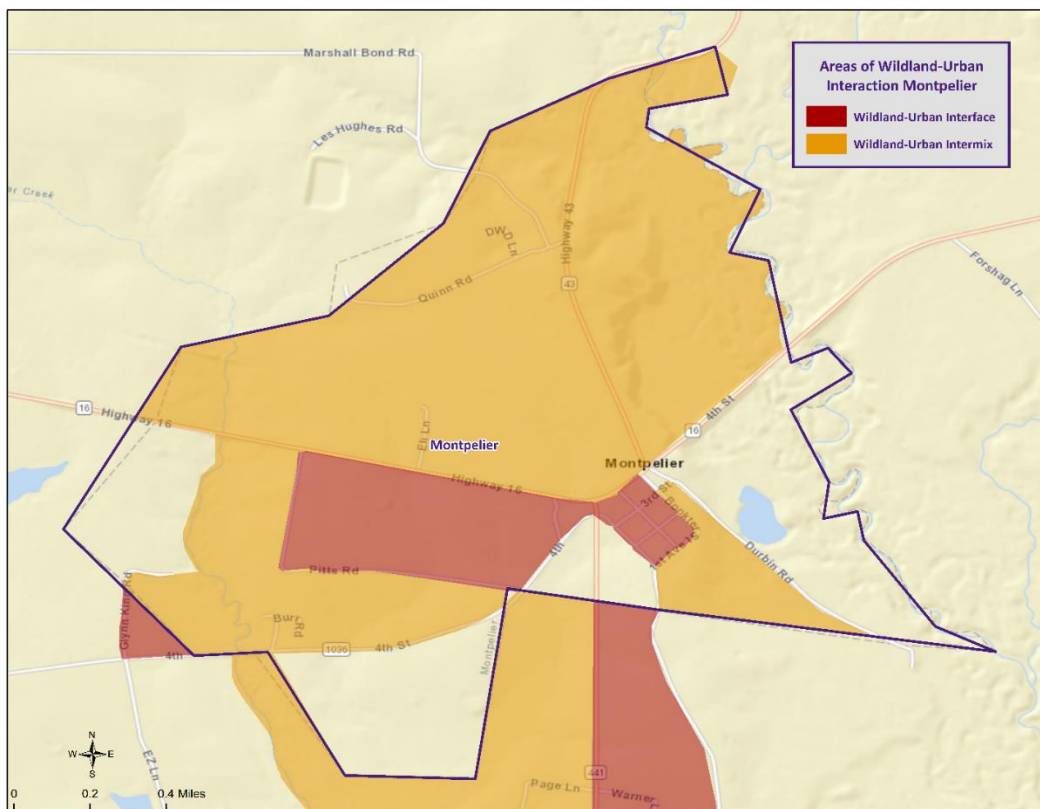 Marshall Bond Rd
Areas of Wildland-Urban
Interaction Montpelier
Wildland-Urban Interface
Wildland-Urban Intermix
Les Hughes Rd
er Creek
DW
D Ln
Highway 43
Forshag Ln
Quinn Rd
43
16
Highway 16
4th St
16
Eli Ln
Montpelier
Montpelier
Highway 16
3rd St
Bookter
1st Ave
4th
Durbin Rd
Pitts Rd
Glynn King Rd
Burr
Rd
1036
4th St
Montpelier
4th
EZ Ln
N
W
E
S
0
0.2
0.4 Miles
441
Page Ln
Warner